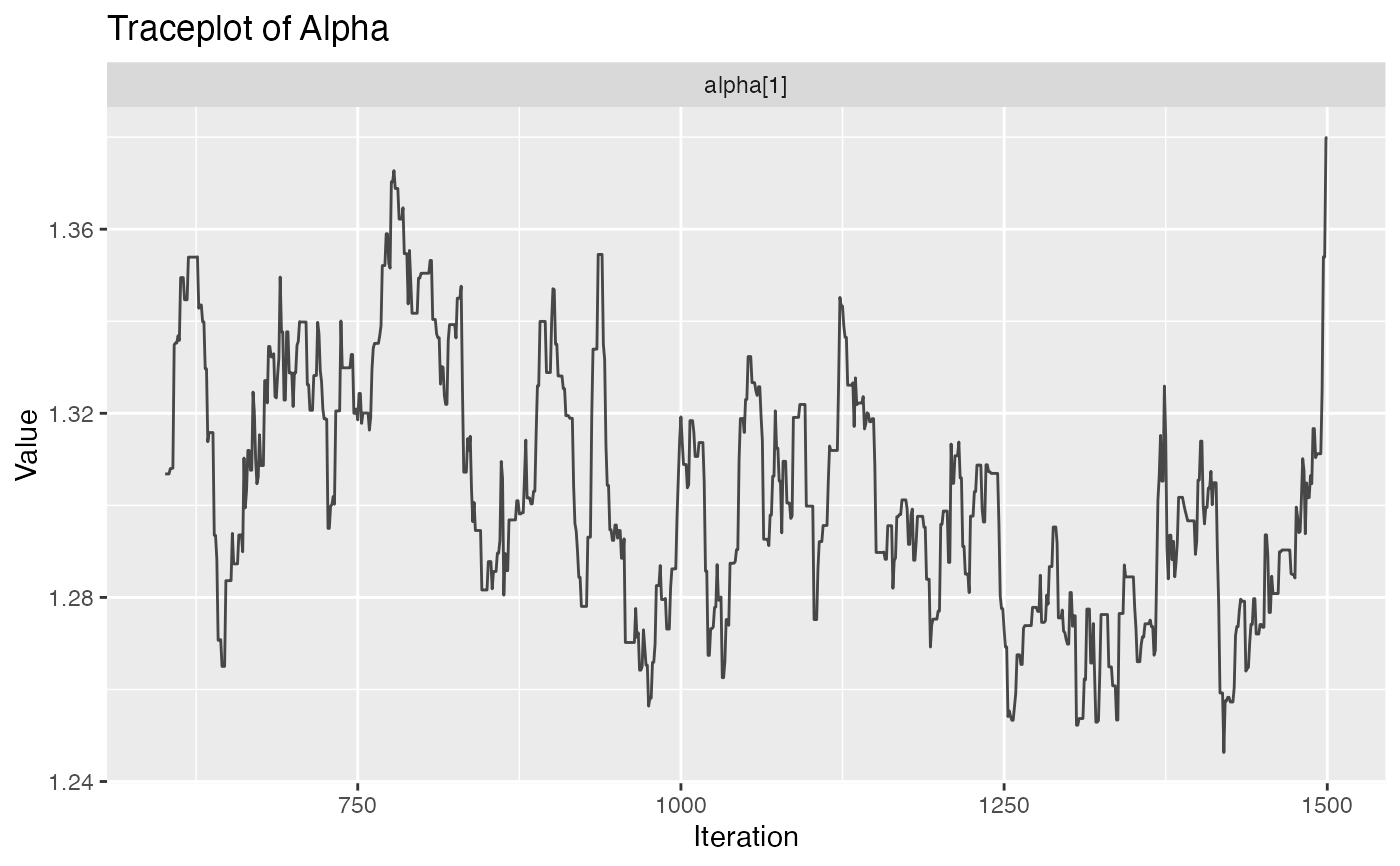 Traceplot of Alpha
alpha[1]
Value
1.36
1.32
1.28
1.24
750
1000
1250
1500
Iteration